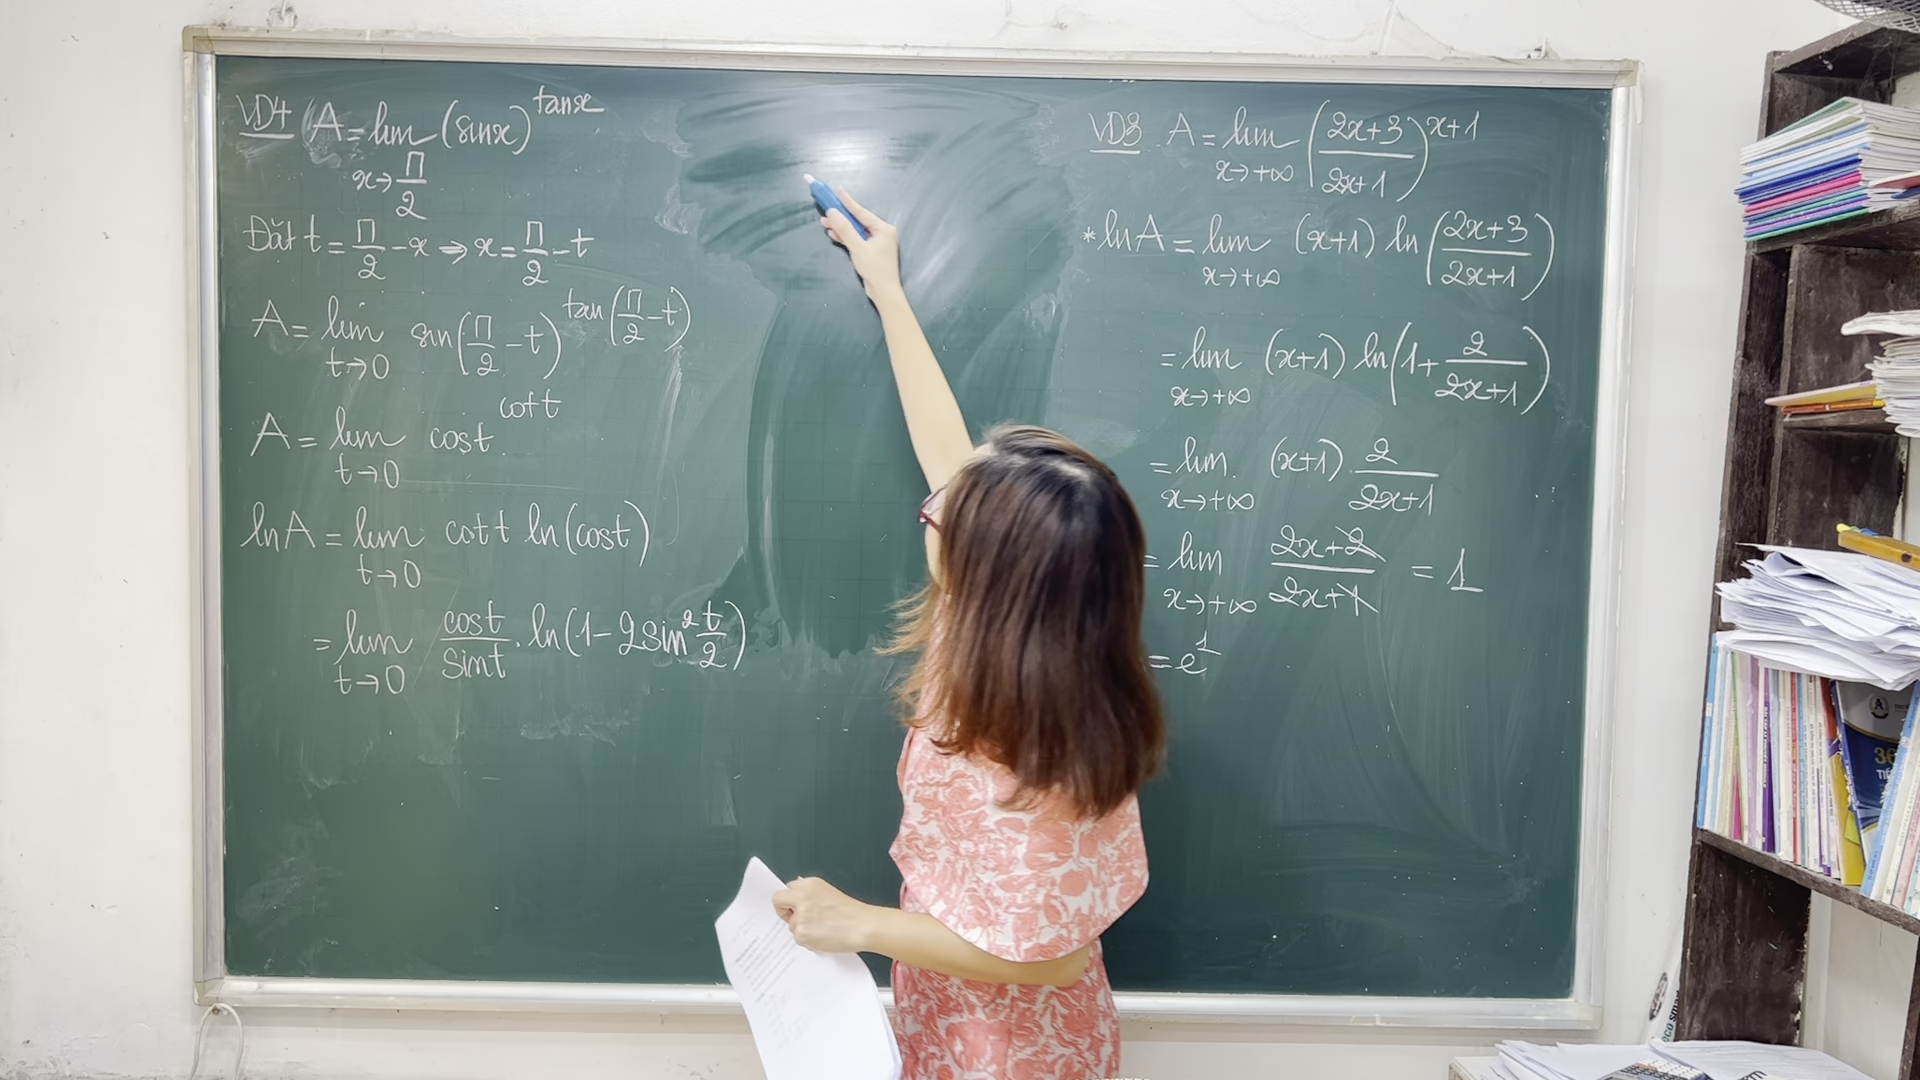 VD4 A = lim (sinx)^tanx
x→π/2
Đặt t = π/2 - x ⇒ x = π/2 - t
A = lim sin(π/2 - t)^tan(π/2 - t)
t→0
A = lim cost^cott
t→0
lnA = lim cott ln(cost)
t→0
= lim cost/sint . ln(1 - 2sin²t/2)
t→0
VD3 . A = lim ((2x+3)/(2x+1))^x+1
x→+∞
* lnA = lim (x+1) ln((2x+3)/(2x+1))
x→+∞
= lim (x+1) ln(1 + 2/(2x+1))
x→+∞
= lim (x+1) . 2/(2x+1)
x→+∞
= lim (2x+2)/(2x+1) = 1
x→+∞
= e^1
36